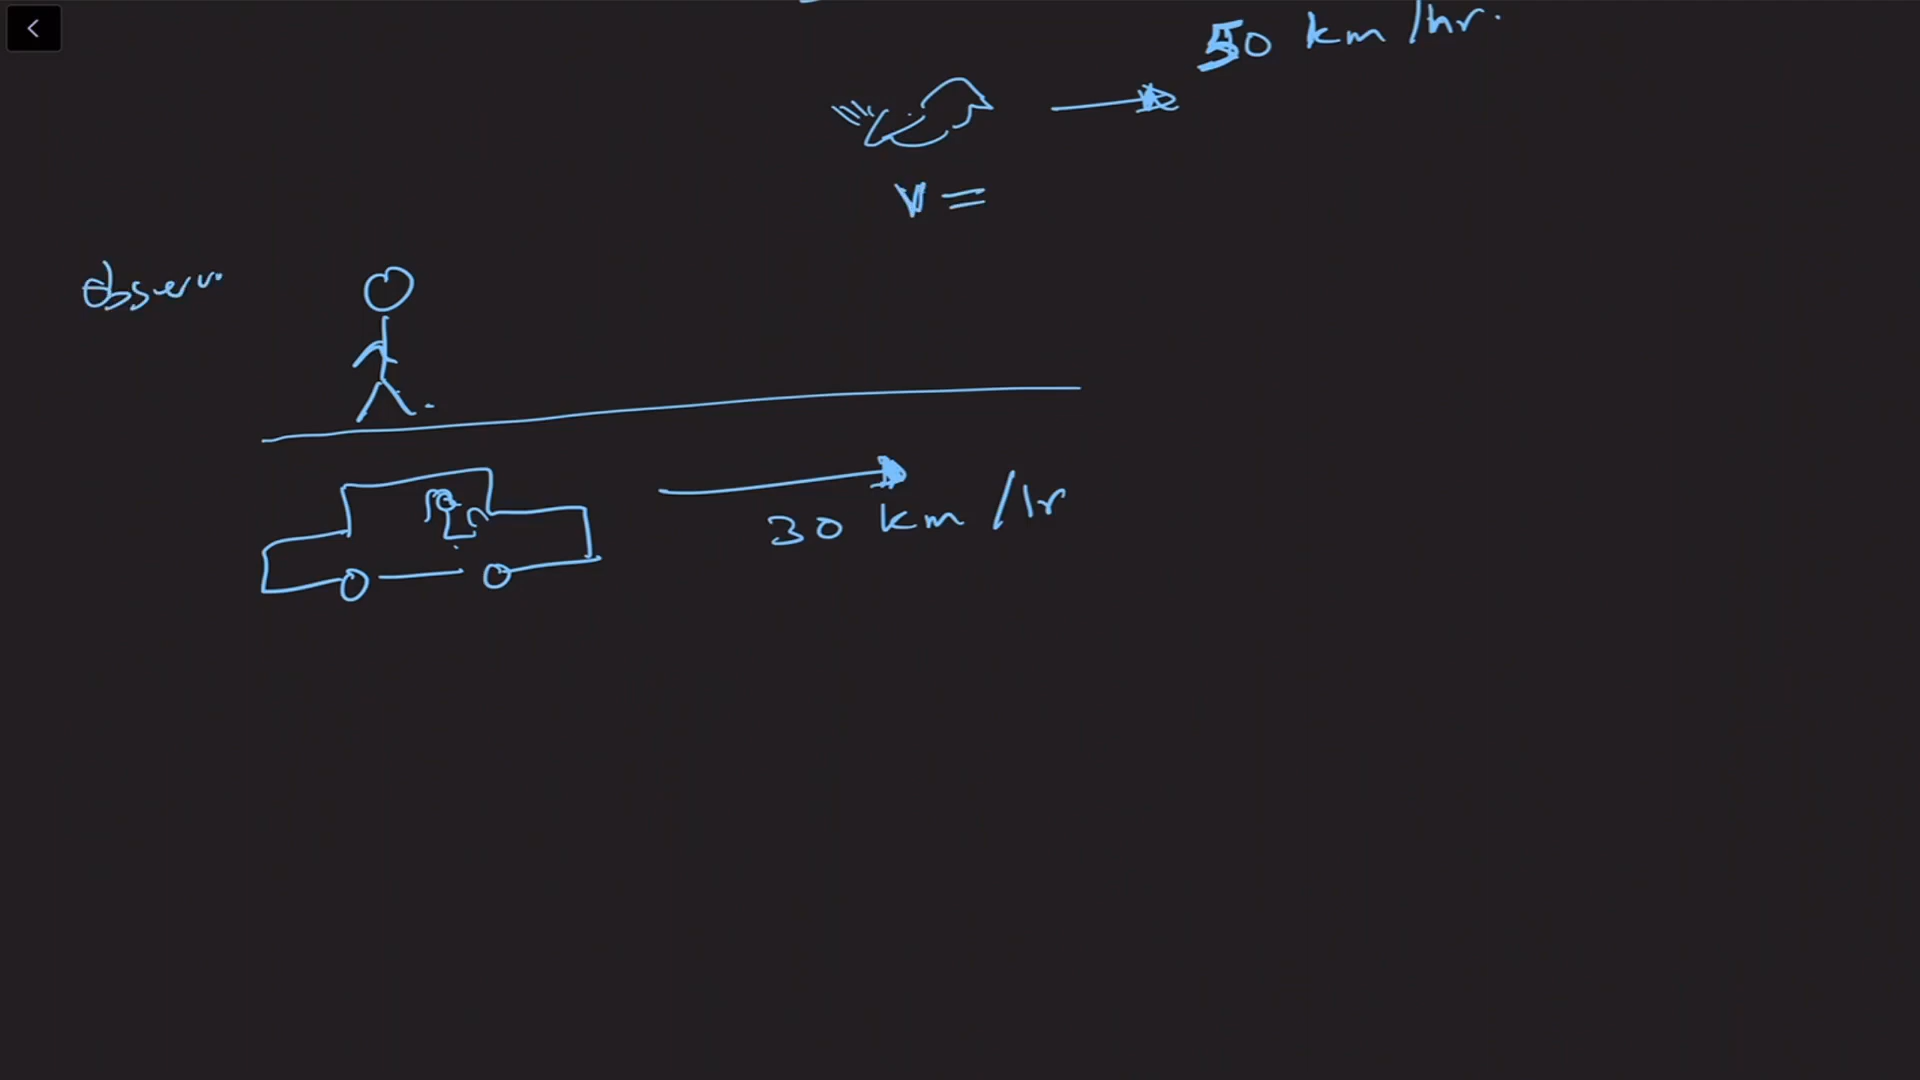 50 km/hr.
v =
observ.
30 km/hr